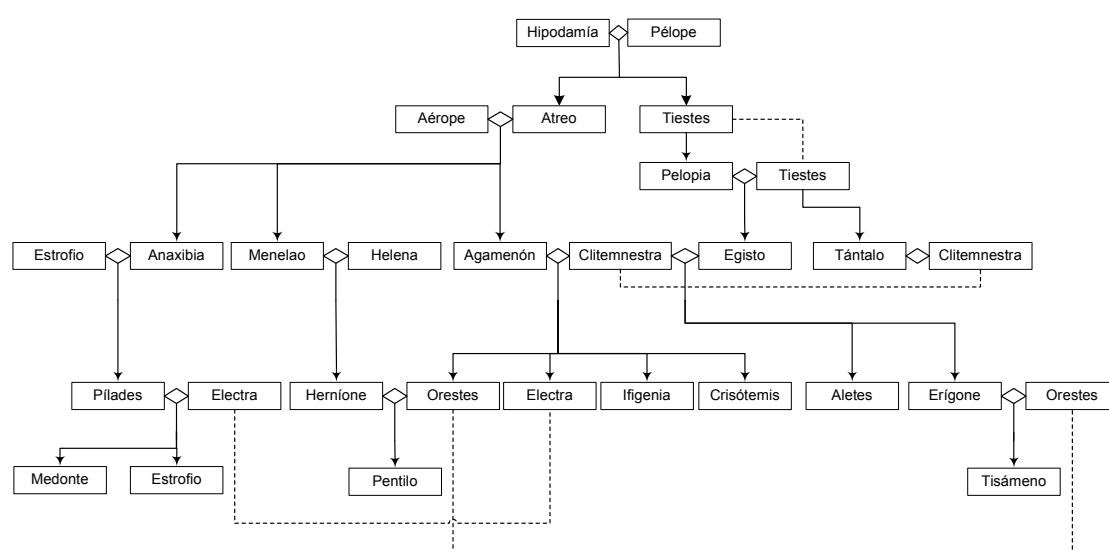 Hipodamía
Pélope
Aérope
Atreo
Tiestes
Pelopia
Tiestes
Estrofio
Anaxibia
Menelao
Helena
Agamenón
Clitemnestra
Egisto
Tántalo
Clitemnestra
Pílades
Electra
Herníone
Orestes
Electra
Ifigenia
Crisótemis
Aletes
Erígone
Orestes
Medonte
Estrofio
Pentilo
Tisámeno